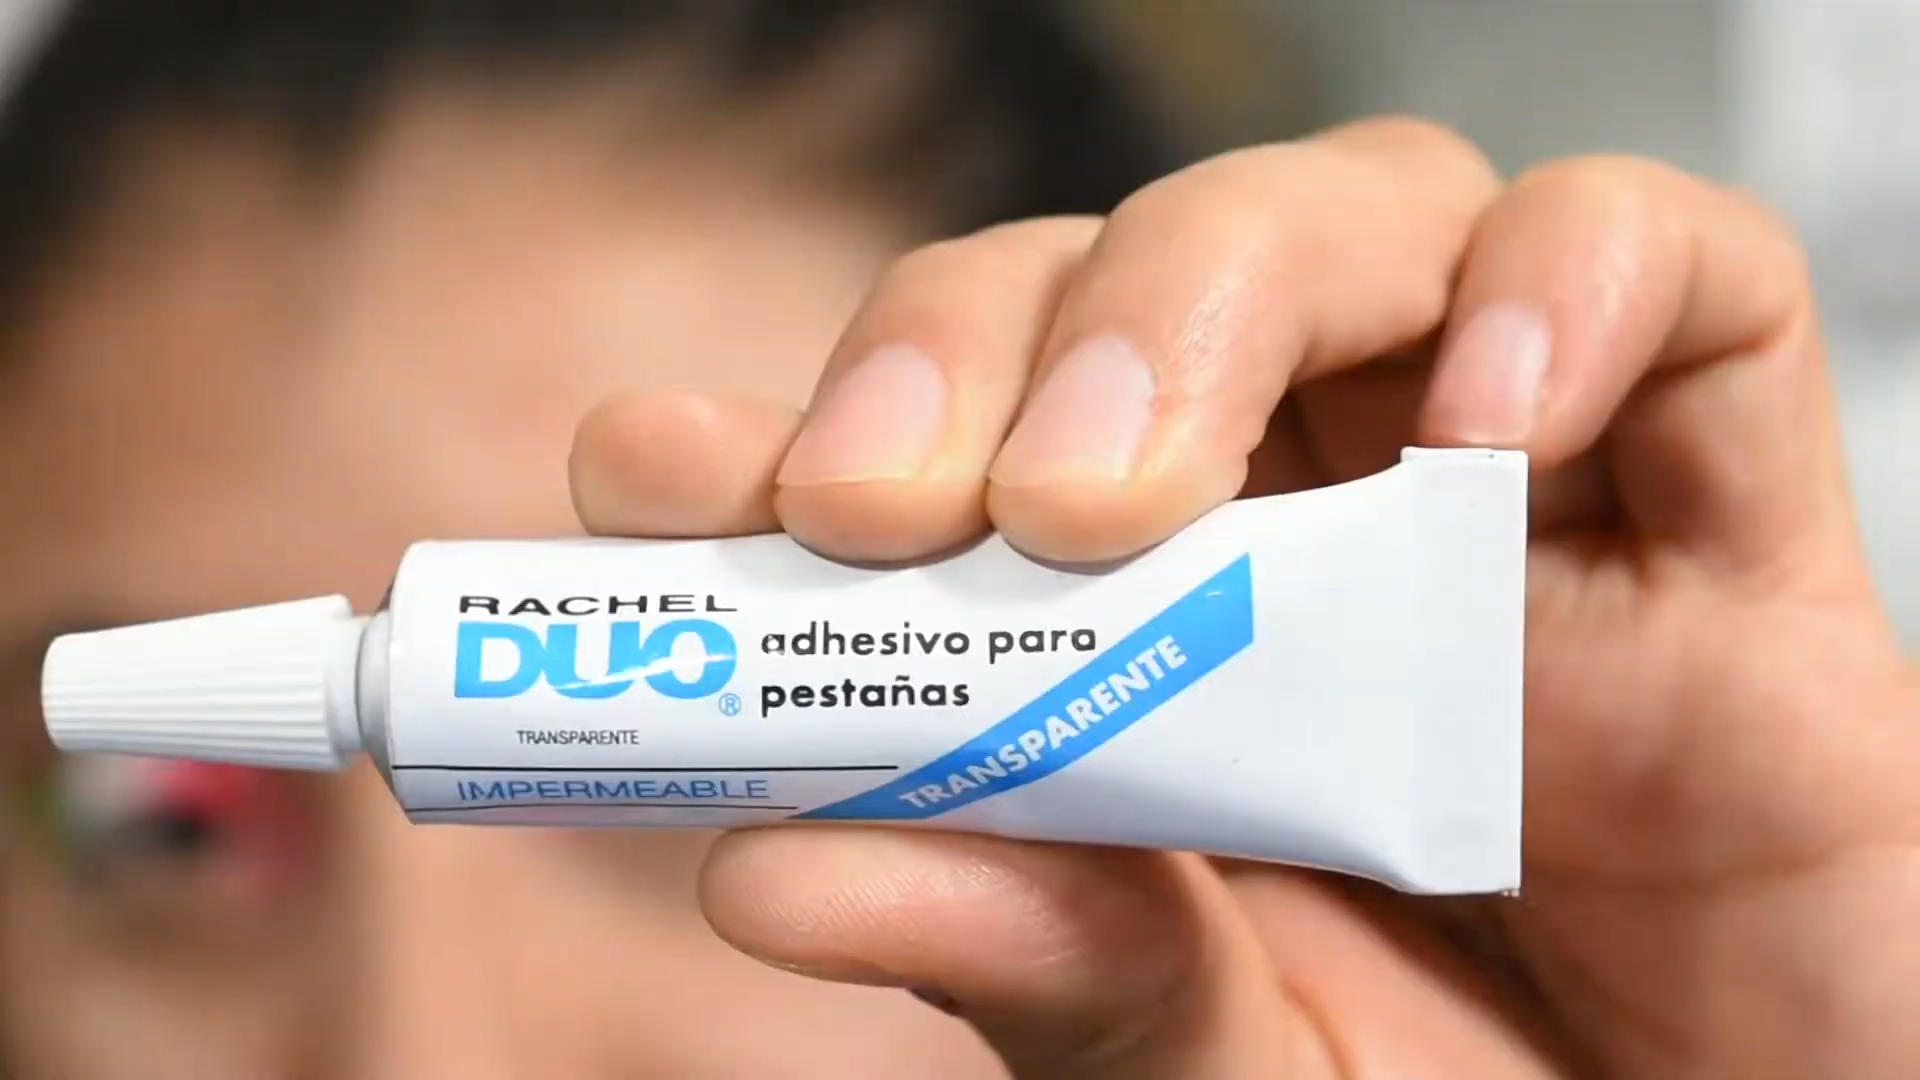 RACHEL
DUO®
adhesivo para
pestañas
TRANSPARENTE
IMPERMEABLE
TRANSPARENTE